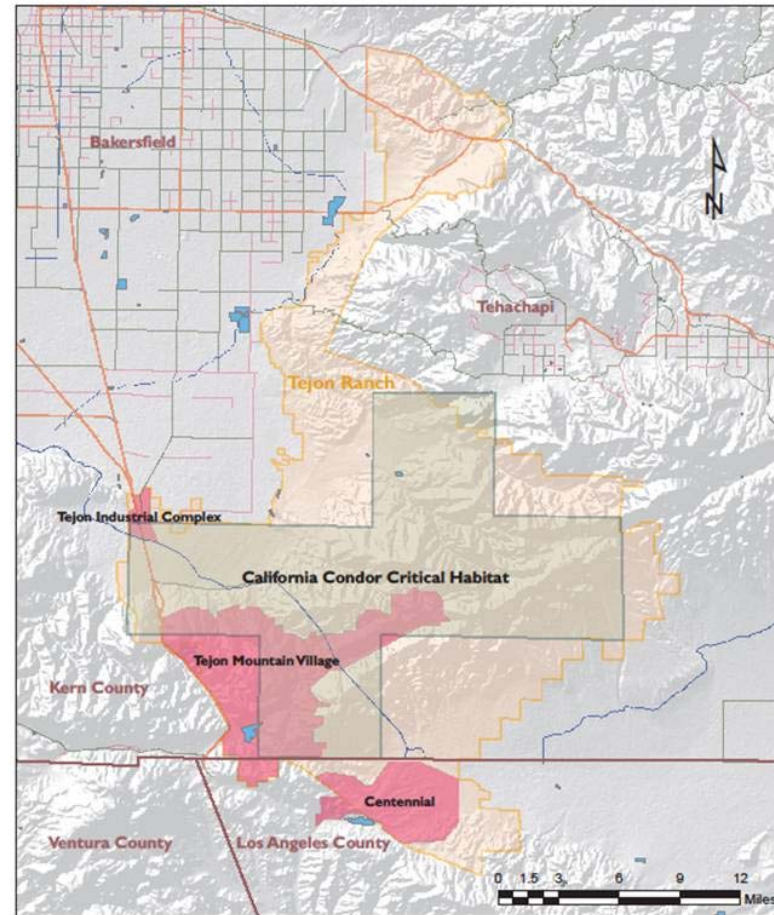 Bakersfield
N
Tehachapi
Tejon Ranch
Tejon Industrial Complex
California Condor Critical Habitat
Tejon Mountain Village
Kern County
Centennial
Ventura County
Los Angeles County
0 1.5 3 6 9 12
Miles